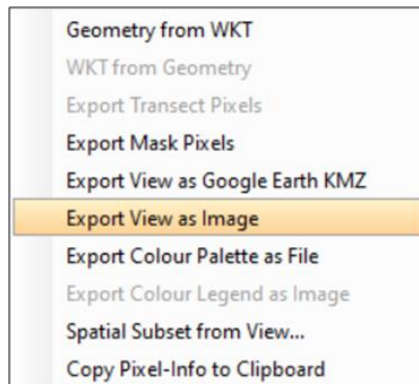 Geometry from WKT
WKT from Geometry
Export Transect Pixels
Export Mask Pixels
Export View as Google Earth KMZ
Export View as Image
Export Colour Palette as File
Export Colour Legend as Image
Spatial Subset from View...
Copy Pixel-Info to Clipboard